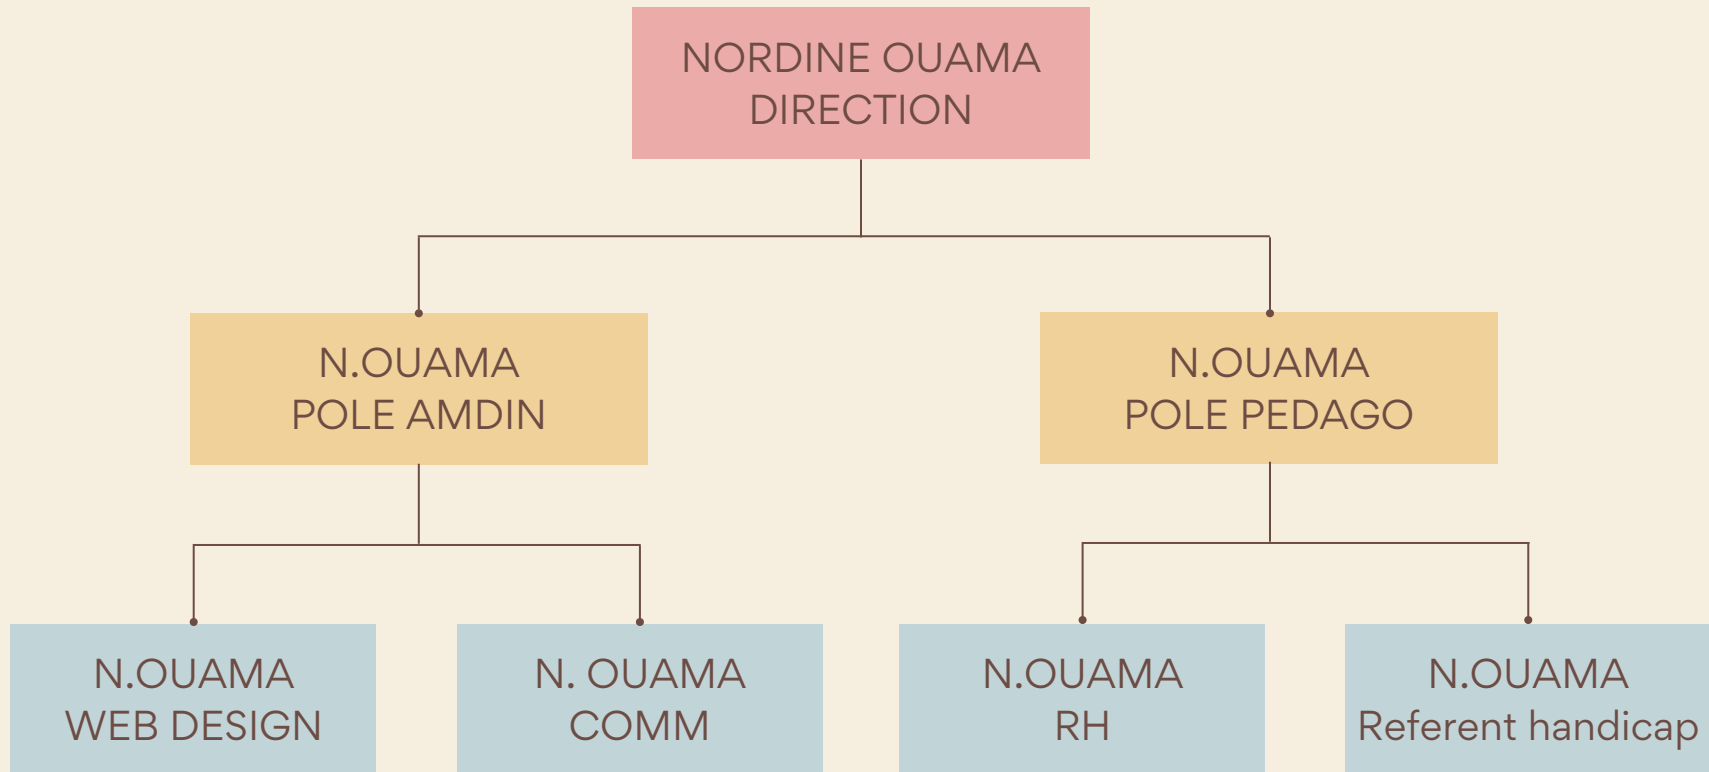 NORDINE OUAMA
DIRECTION
N.OUAMA
POLE AMDIN
N.OUAMA
POLE PEDAGO
N.OUAMA
WEB DESIGN
N. OUAMA
COMM
N.OUAMA
RH
N.OUAMA
Referent handicap